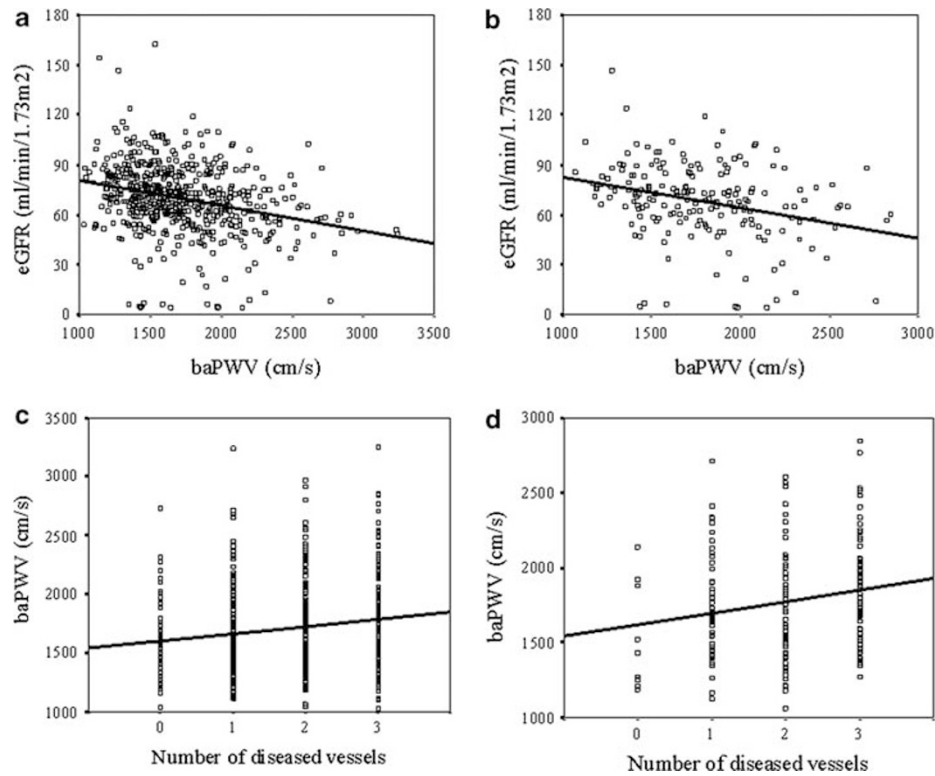 a
180
150
120
90
60
30
0
eGFR (ml/min/1.73m2)
1000 1500 2000 2500 3000 3500
baPWV (cm/s)
b
180
150
120
90
60
30
0
eGFR (ml/min/1.73m2)
1000 1500 2000 2500 3000
baPWV (cm/s)
c
3500
3000
2500
2000
1500
1000
baPWV (cm/s)
0 1 2 3
Number of diseased vessels
d
3000
2500
2000
1500
1000
baPWV (cm/s)
0 1 2 3
Number of diseased vessels